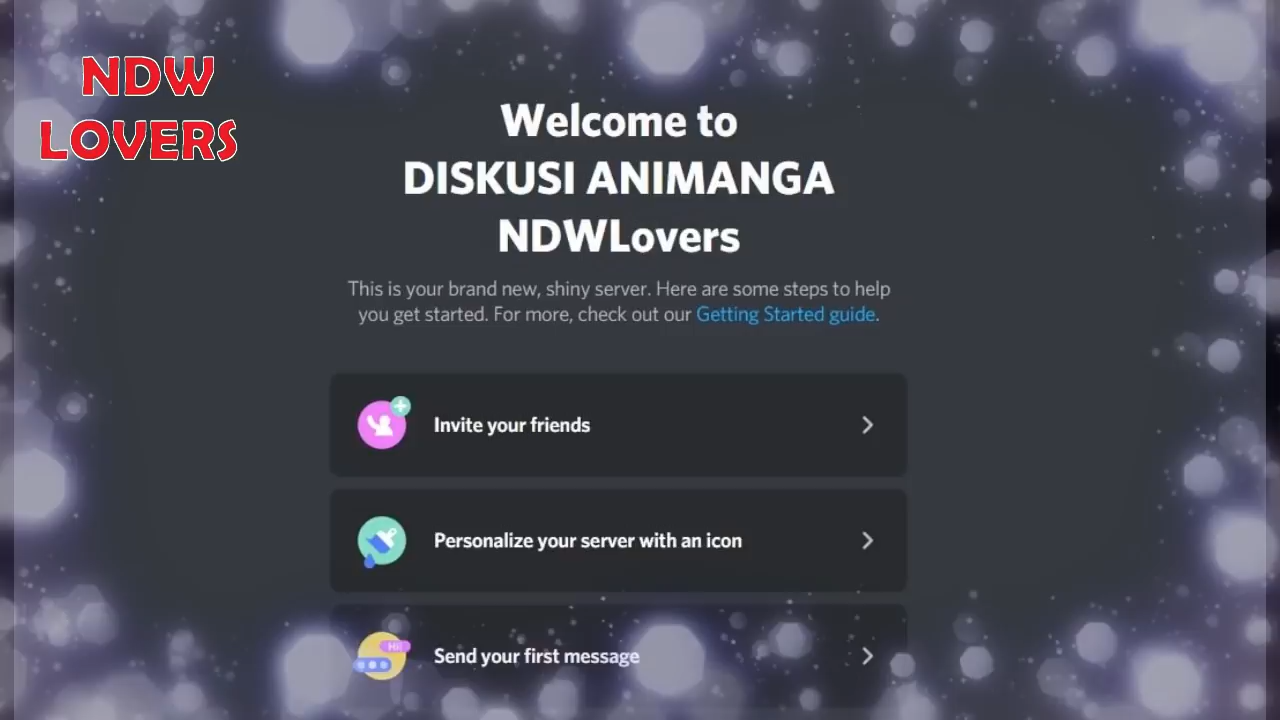 NDW
LOVERS
Welcome to
DISKUSI ANIMANGA
NDWLovers
This is your brand new, shiny server. Here are some steps to help
you get started. For more, check out our Getting Started guide.
Invite your friends
Personalize your server with an icon
Hi!
Send your first message